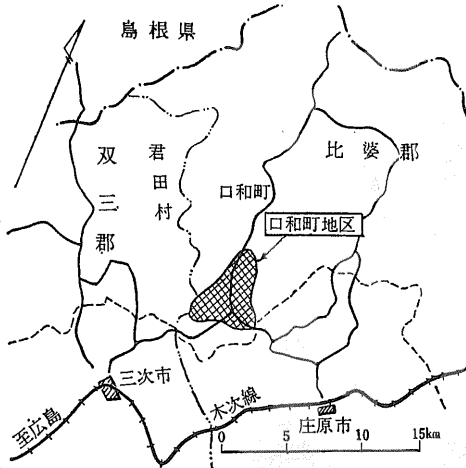 島根県
双三郡
君田村
比婆郡
口和町
口和町地区
三次市
至広島
木次線
庄原市
0 5 10 15km